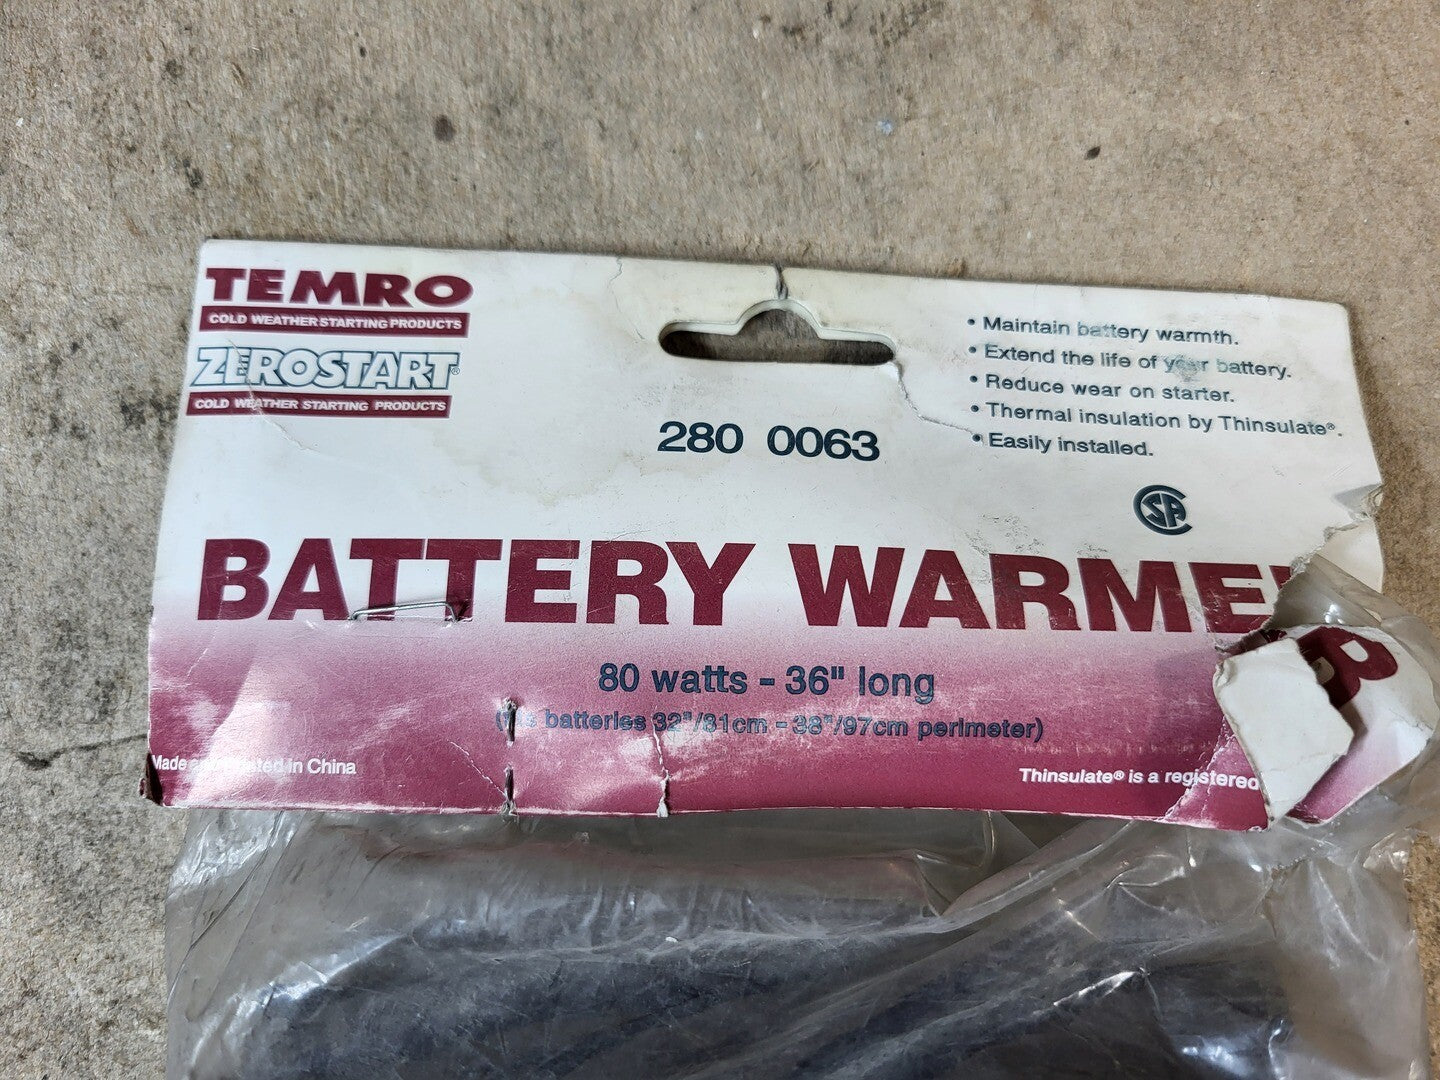 TEMRO
COLD WEATHER STARTING PRODUCTS
ZEROSTART®
COLD WEATHER STARTING PRODUCTS
280 0063
• Maintain battery warmth.
• Extend the life of your battery.
• Reduce wear on starter.
• Thermal insulation by Thinsulate®.
• Easily installed.
CSA
BATTERY WARMER
80 watts - 36" long
batteries 32"/81cm - 38"/97cm perimeter)
Made in China
Thinsulate® is a registered